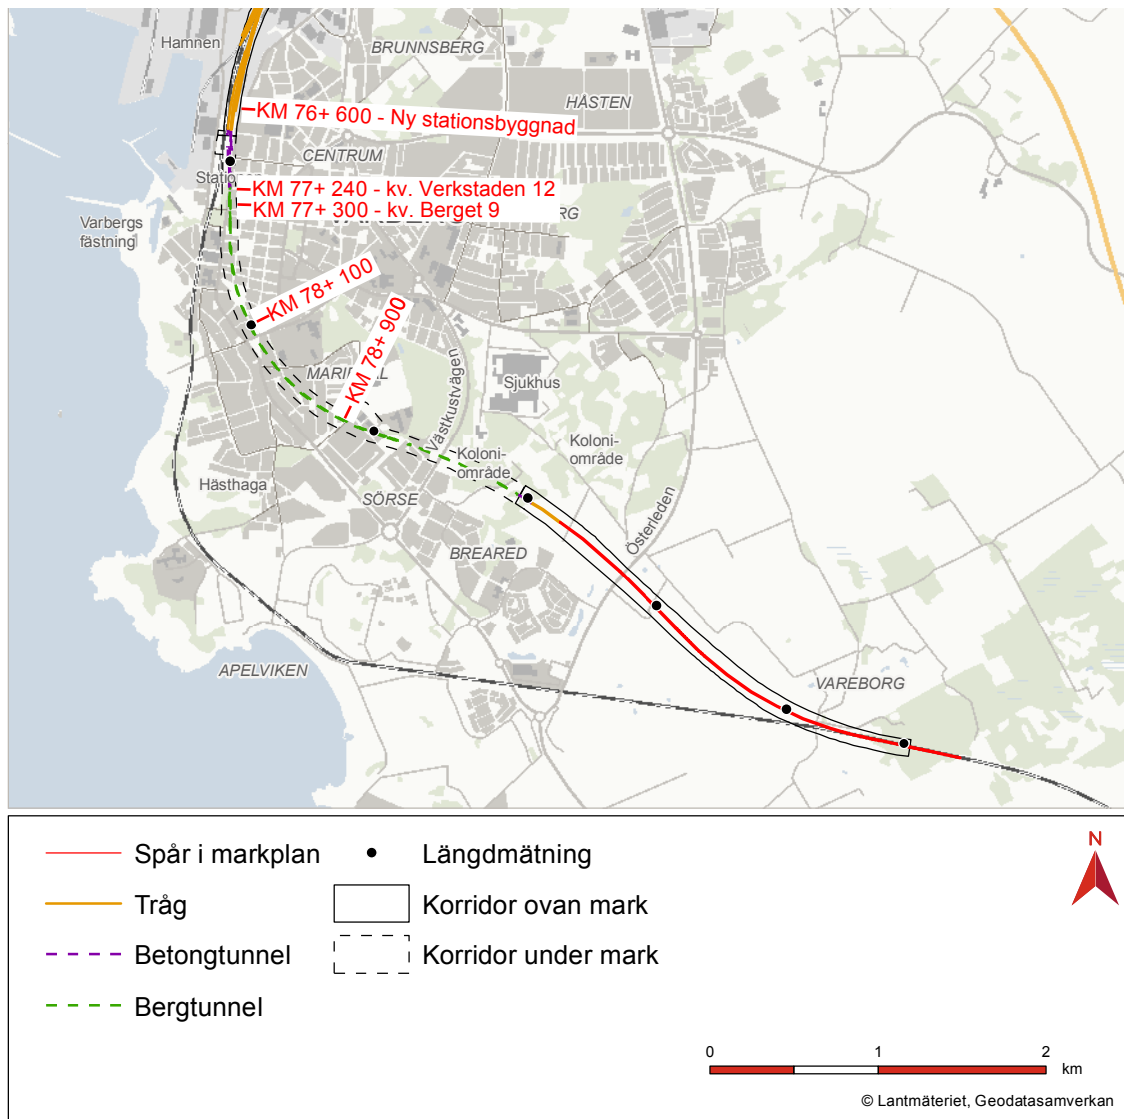 Hamnen
BRUNNSBERG
HÅSTEN
KM 76+ 600 - Ny stationsbyggnad
CENTRUM
Statio
KM 77+ 240 - kv. Verkstaden 12
KM 77+ 300 - kv. Berget 9
Varbergs
fästning
KM 78+ 100
KM 78+ 900
Västkustvägen
Sjukhus
Koloni-
område
Koloni-
område
Hästhaga
SÖRSE
BREARED
Österleden
APELVIKEN
VAREBORG
Spår i markplan
Längdmätning
Tråg
Korridor ovan mark
Betongtunnel
Korridor under mark
Bergtunnel
N
0 1 2
km
© Lantmäteriet, Geodatasamverkan